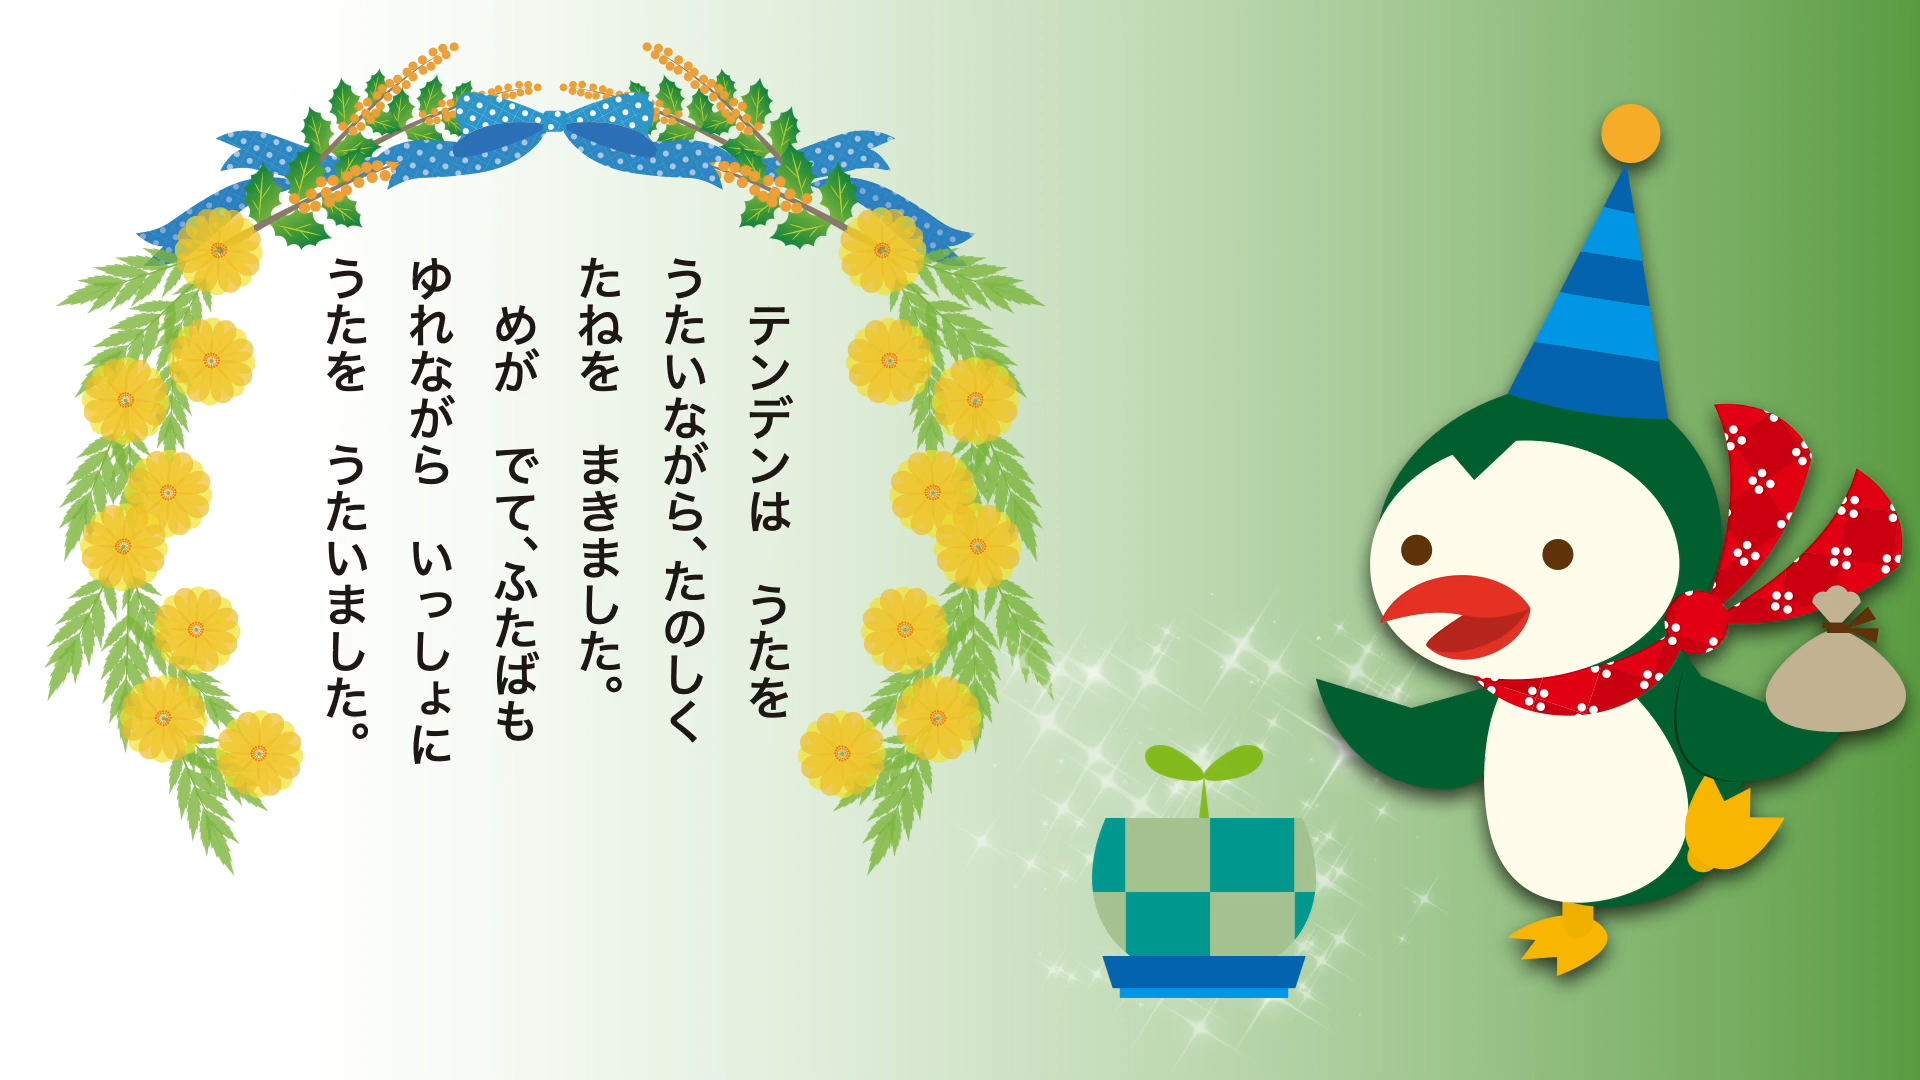 テンデンは　うたを
うたいながら、たのしく
たねを　まきました。
　めが　でて、ふたばも
ゆれながら　いっしょに
うたを　うたいました。